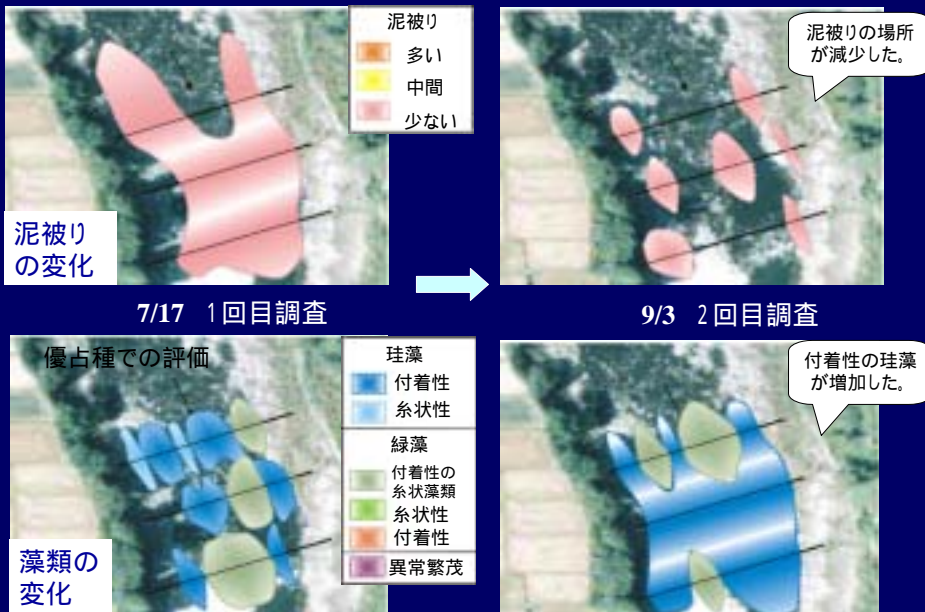 泥被り
多い
中間
少ない
泥被りの場所
が減少した。
泥被り
の変化
7/17 1回目調査
9/3 2回目調査
優占種での評価
珪藻
付着性
糸状性
緑藻
付着性の
糸状藻類
糸状性
付着性
異常繁茂
付着性の珪藻
が増加した。
藻類の
変化